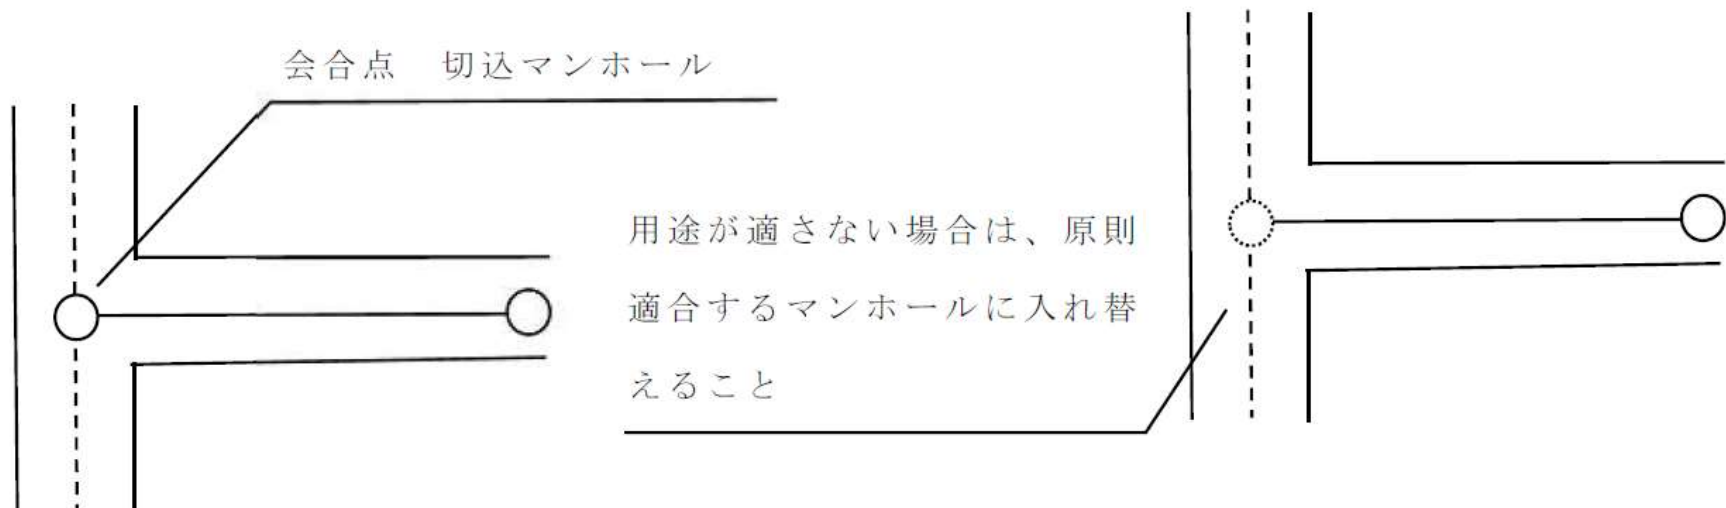 会合点　切込マンホール
用途が適さない場合は、原則
適合するマンホールに入れ替
えること